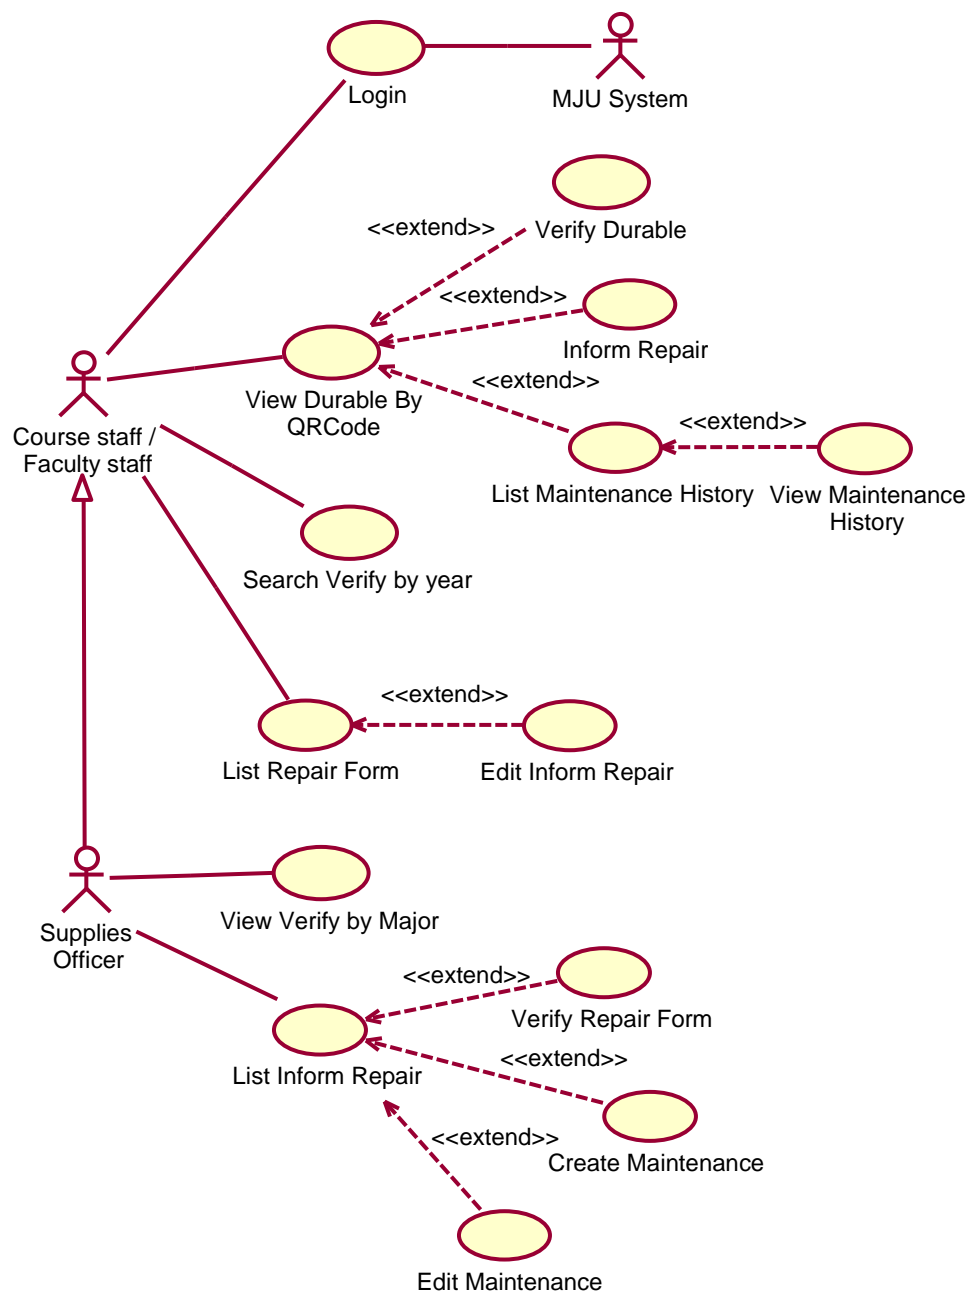 Login
MJU System
<<extend>>
Verify Durable
<<extend>>
Inform Repair
View Durable By
QRCode
<<extend>>
<<extend>>
Course staff /
Faculty staff
List Maintenance History
View Maintenance
History
Search Verify by year
<<extend>>
List Repair Form
Edit Inform Repair
View Verify by Major
Supplies
Officer
<<extend>>
Verify Repair Form
List Inform Repair
<<extend>>
<<extend>>
Create Maintenance
Edit Maintenance